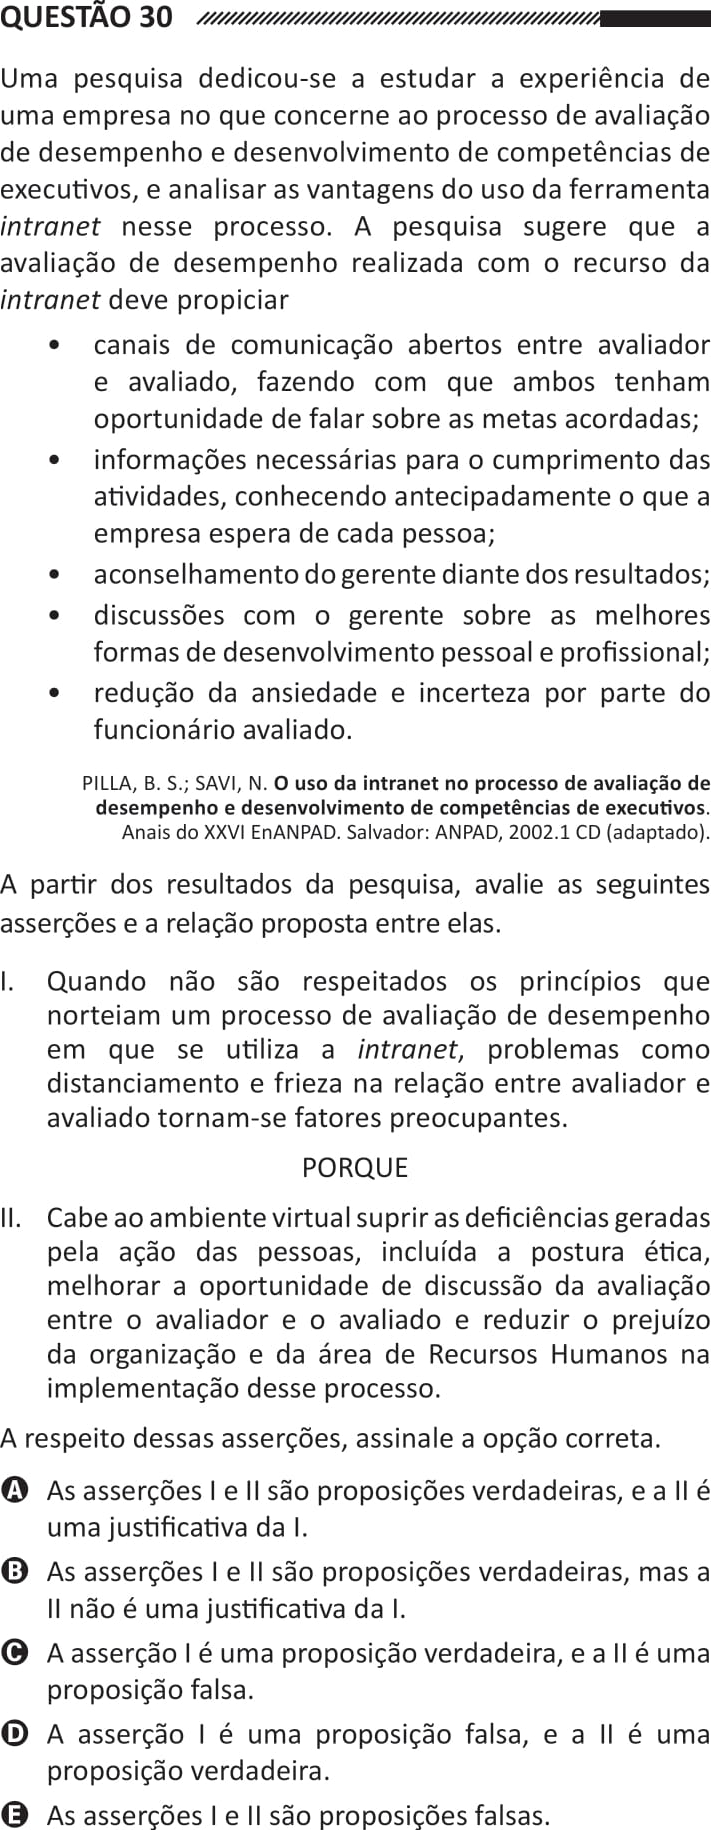 QUESTÃO 30
Uma pesquisa dedicou-se a estudar a experiência de
uma empresa no que concerne ao processo de avaliação
de desempenho e desenvolvimento de competências de
executivos, e analisar as vantagens do uso da ferramenta
intranet nesse processo. A pesquisa sugere que a
avaliação de desempenho realizada com o recurso da
intranet deve propiciar
• canais de comunicação abertos entre avaliador
e avaliado, fazendo com que ambos tenham
oportunidade de falar sobre as metas acordadas;
• informações necessárias para o cumprimento das
atividades, conhecendo antecipadamente o que a
empresa espera de cada pessoa;
• aconselhamento do gerente diante dos resultados;
• discussões com o gerente sobre as melhores
formas de desenvolvimento pessoal e profissional;
• redução da ansiedade e incerteza por parte do
funcionário avaliado.
PILLA, B. S.; SAVI, N. O uso da intranet no processo de avaliação de
desempenho e desenvolvimento de competências de executivos.
Anais do XXVI EnANPAD. Salvador: ANPAD, 2002.1 CD (adaptado).
A partir dos resultados da pesquisa, avalie as seguintes
asserções e a relação proposta entre elas.
I. Quando não são respeitados os princípios que
norteiam um processo de avaliação de desempenho
em que se utiliza a intranet, problemas como
distanciamento e frieza na relação entre avaliador e
avaliado tornam-se fatores preocupantes.
PORQUE
II. Cabe ao ambiente virtual suprir as deficiências geradas
pela ação das pessoas, incluída a postura ética,
melhorar a oportunidade de discussão da avaliação
entre o avaliador e o avaliado e reduzir o prejuízo
da organização e da área de Recursos Humanos na
implementação desse processo.
A respeito dessas asserções, assinale a opção correta.
A As asserções I e II são proposições verdadeiras, e a II é
uma justificativa da I.
B As asserções I e II são proposições verdadeiras, mas a
II não é uma justificativa da I.
C A asserção I é uma proposição verdadeira, e a II é uma
proposição falsa.
D A asserção I é uma proposição falsa, e a II é uma
proposição verdadeira.
E As asserções I e II são proposições falsas.